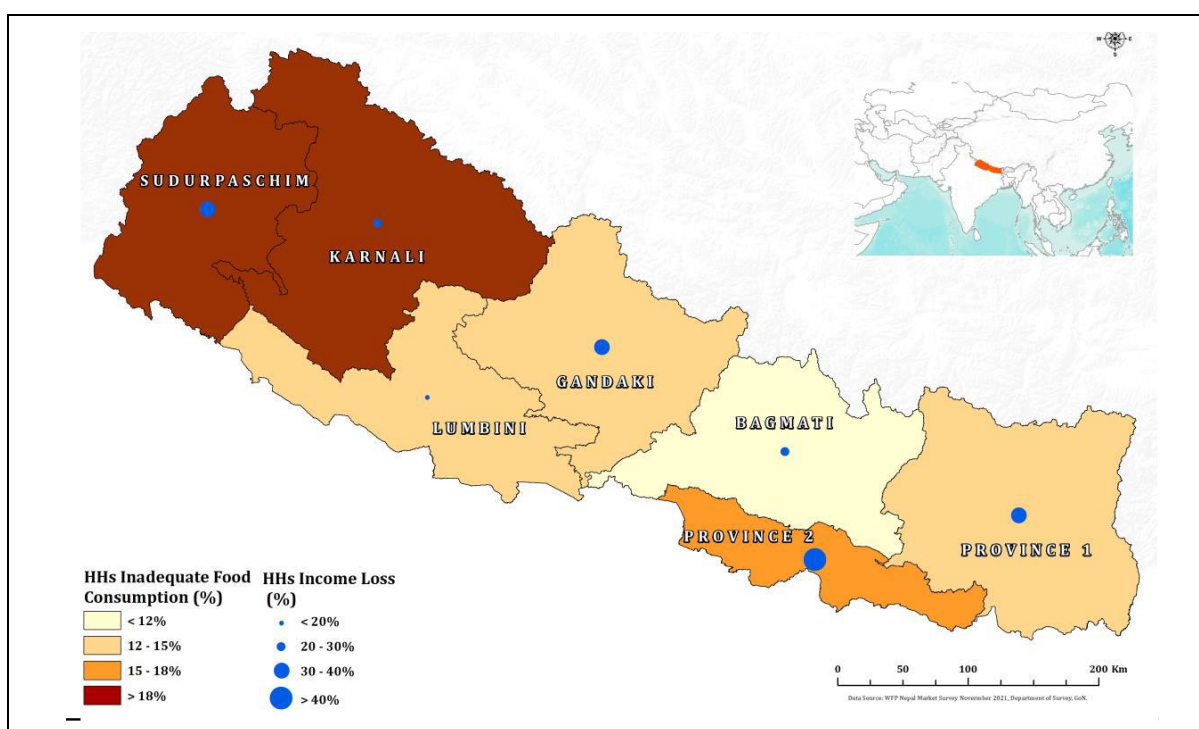 W E
S
SUDURPASCHIM
KARNALI
GANDAKI
LUMBINI
BAGMATI
PROVINCE 2
PROVINCE 1
HHs Inadequate Food
Consumption (%)
< 12%
12 - 15%
15 - 18%
> 18%
HHs Income Loss
(%)
< 20%
20 - 30%
30 - 40%
> 40%
0 50 100 200 Km
Data Source: WFP Nepal Market Survey November 2021, Department of Survey, GoN.